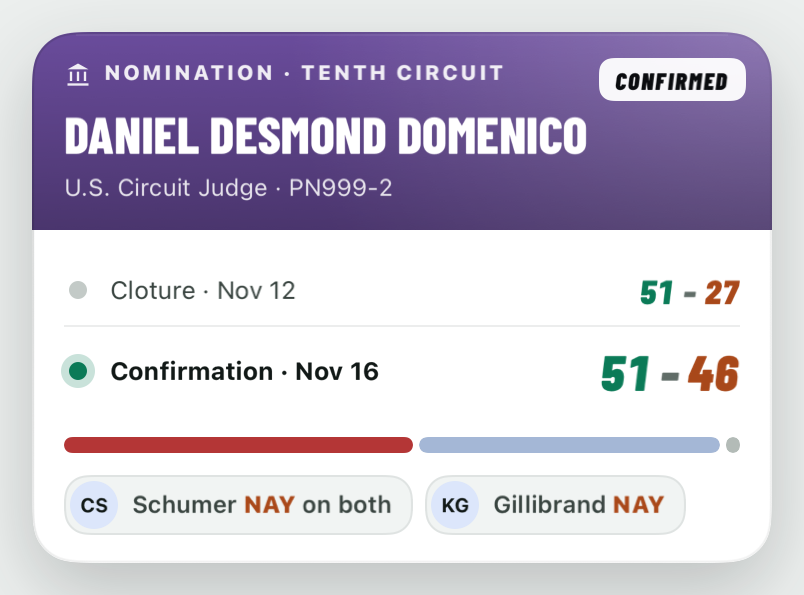 NOMINATION · TENTH CIRCUIT
CONFIRMED
DANIEL DESMOND DOMENICO
U.S. Circuit Judge · PN999-2
Cloture · Nov 12
51 – 27
Confirmation · Nov 16
51 – 46
CS Schumer NAY on both
KG Gillibrand NAY